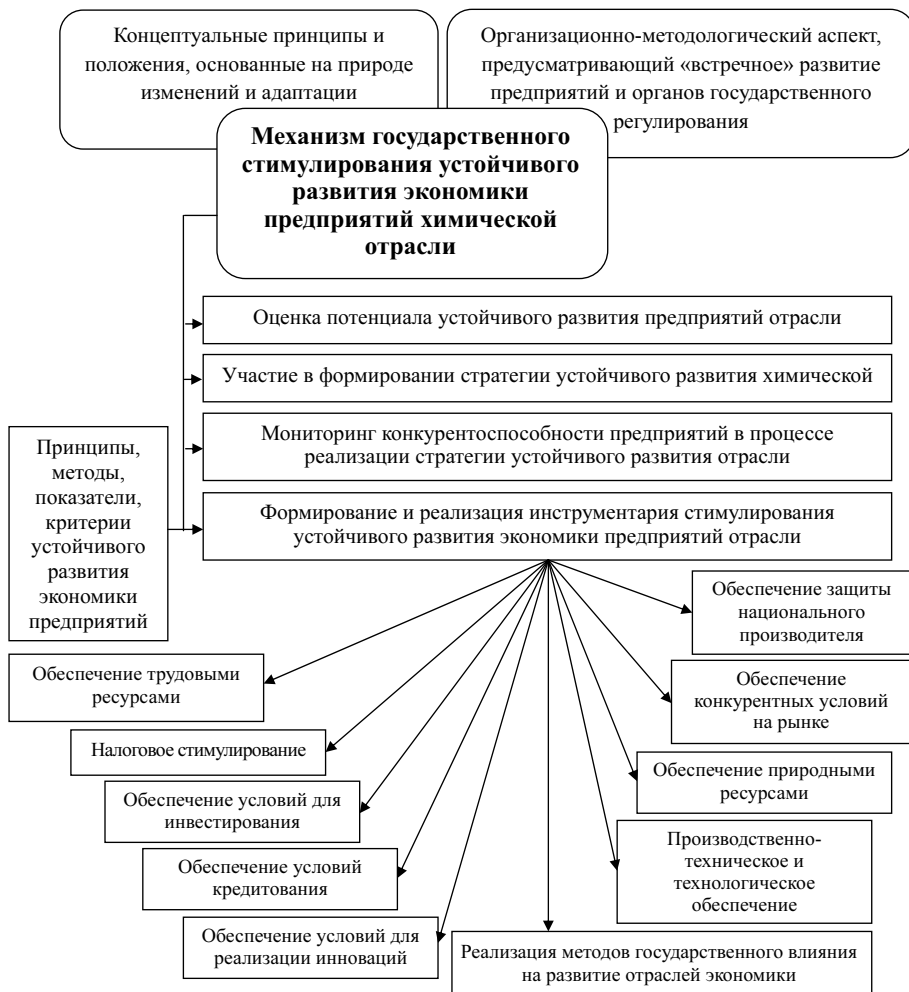 Концептуальные принципы и
положения, основанные на природе
изменений и адаптации
Организационно-методологический аспект,
предусматривающий «встречное» развитие
предприятий и органов государственного
регулирования
Механизм государственного
стимулирования устойчивого
развития экономики
предприятий химической
отрасли
Оценка потенциала устойчивого развития предприятий отрасли
Участие в формировании стратегии устойчивого развития химической
Мониторинг конкурентоспособности предприятий в процессе
реализации стратегии устойчивого развития отрасли
Формирование и реализация инструментария стимулирования
устойчивого развития экономики предприятий отрасли
Принципы,
методы,
показатели,
критерии
устойчивого
развития
экономики
предприятий
Обеспечение защиты
национального
производителя
Обеспечение трудовыми
ресурсами
Обеспечение
конкурентных условий
на рынке
Налоговое стимулирование
Обеспечение природными
ресурсами
Обеспечение условий для
инвестирования
Производственно-
техническое и
технологическое
обеспечение
Обеспечение условий
кредитования
Обеспечение условий для
реализации инноваций
Реализация методов государственного влияния
на развитие отраслей экономики